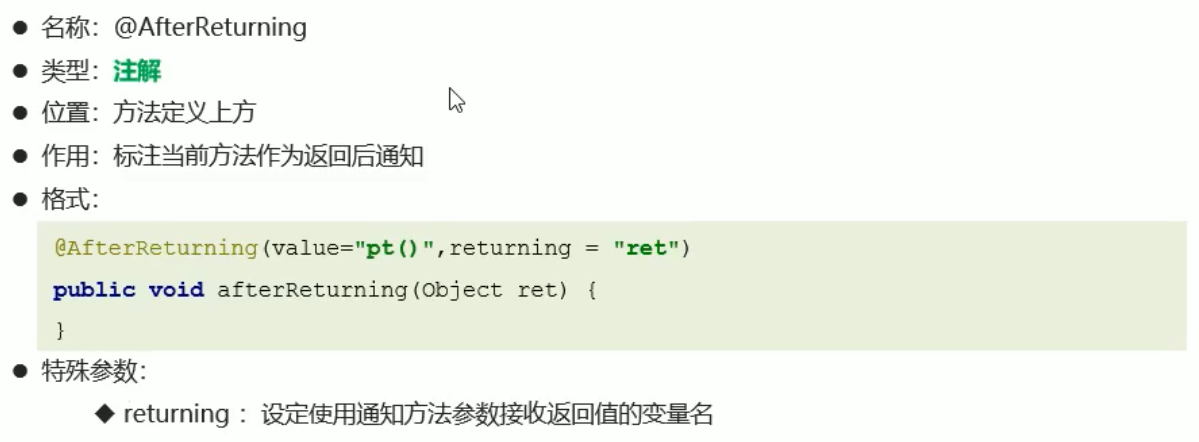 ● 名称：@AfterReturning
● 类型：注解
● 位置：方法定义上方
● 作用：标注当前方法作为返回后通知
● 格式：
@AfterReturning(value="pt()",returning = "ret")
public void afterReturning(Object ret) {
}
● 特殊参数：
◆ returning ：设定使用通知方法参数接收返回值的变量名